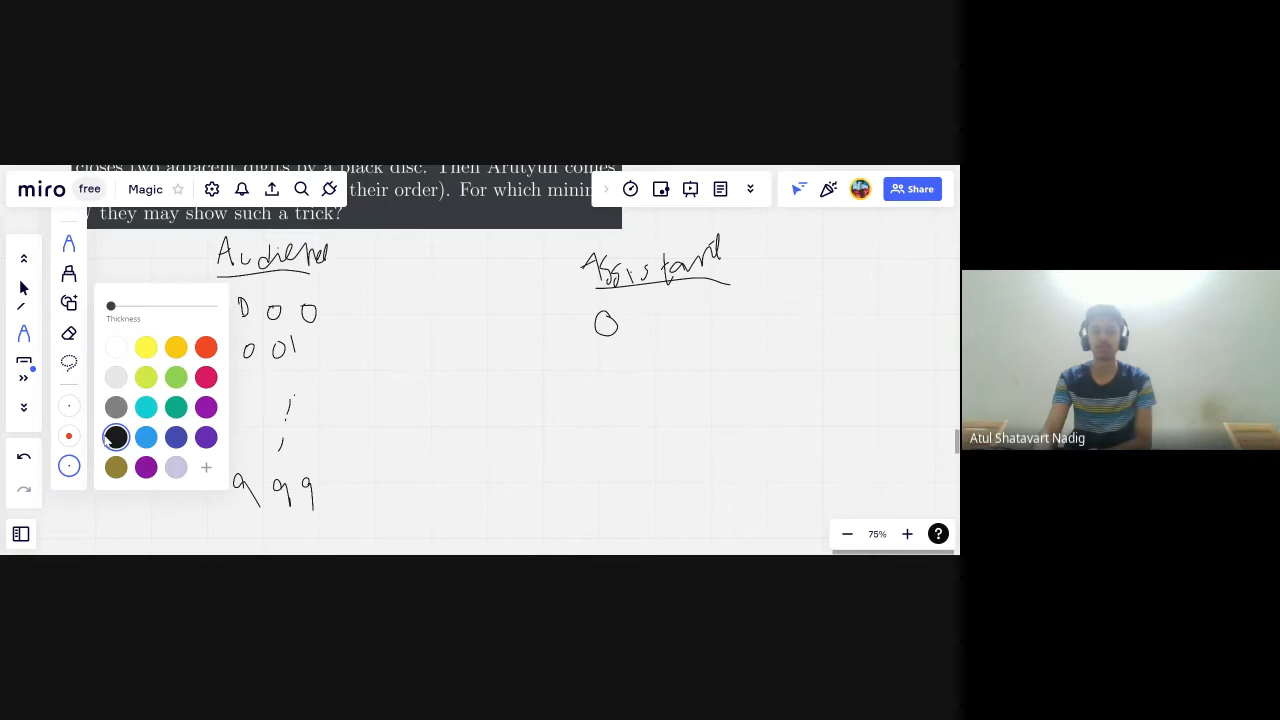 closes two adjacent digits by a black disc. Then Arutyun comes
miro free Magic
their order). For which minim
Share
they may show such a trick?
Audience
Assistant
0 0 0
0
Thickness
0 0 1
9 9 9
Atul Shatavart Nadig
75%
?